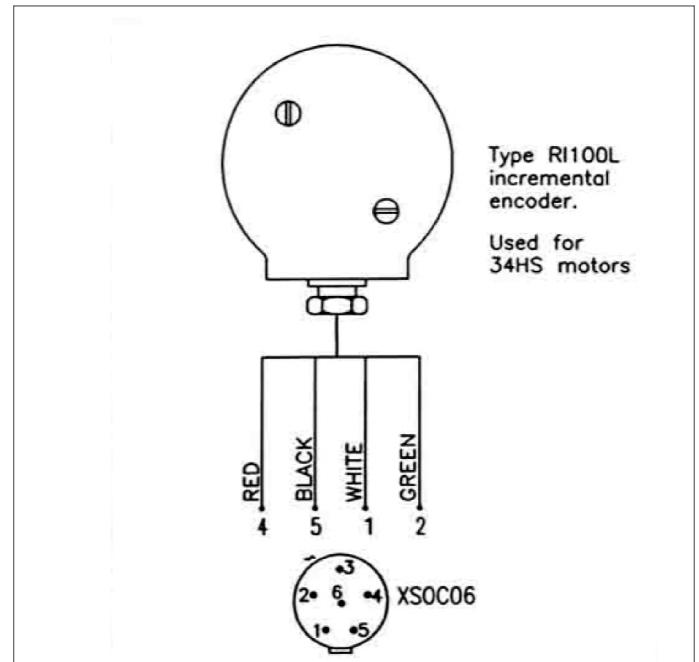 Type RI100L
incremental
encoder.
Used for
34HS motors
RED
BLACK
WHITE
GREEN
4
5
1
2
3
2
6
4
XSOC06
1
5